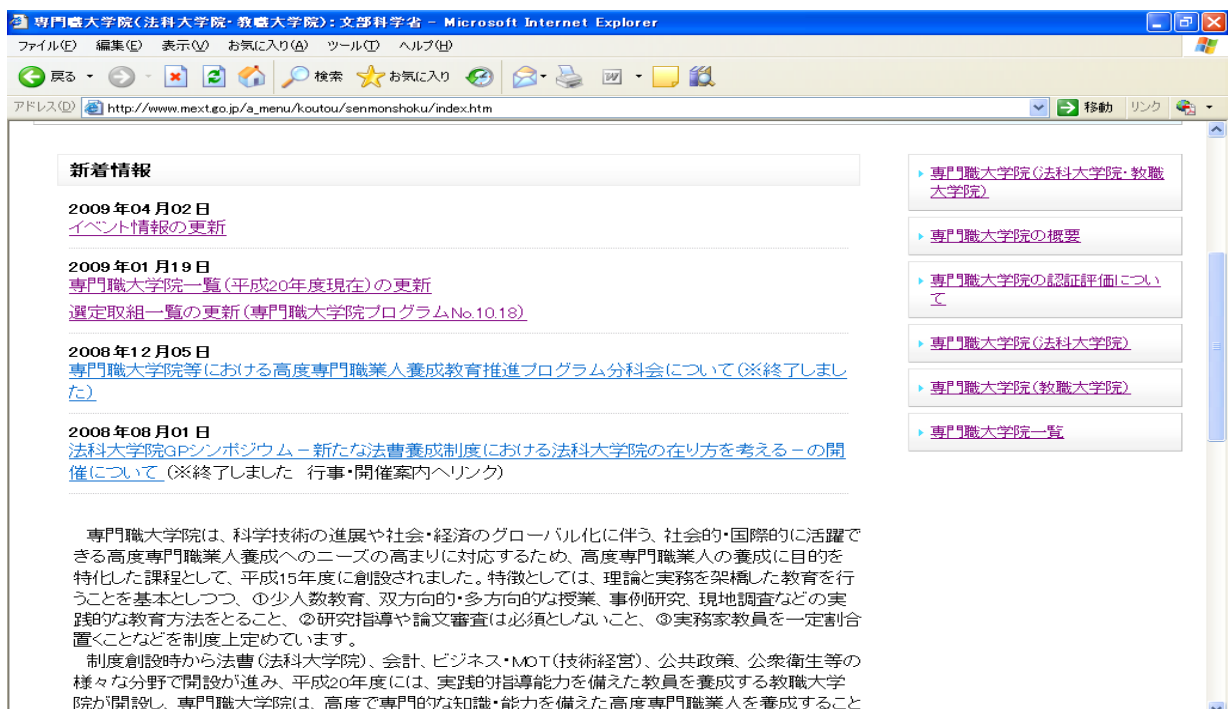 専門職大学院(法科大学院・教職大学院):文部科学省 - Microsoft Internet Explorer
ファイル(F) 編集(E) 表示(V) お気に入り(A) ツール(T) ヘルプ(H)
戻る 検索 お気に入り
アドレス(D) http://www.mext.go.jp/a_menu/koutou/senmonshoku/index.htm 移動 リンク
新着情報
2009年04月02日
イベント情報の更新
2009年01月19日
専門職大学院一覧(平成20年度現在)の更新
選定取組一覧の更新(専門職大学院プログラムNo.10.18)
2008年12月05日
専門職大学院等における高度専門職業人養成教育推進プログラム分科会について(※終了しまし
た)
2008年08月01日
法科大学院GPシンポジウム-新たな法曹養成制度における法科大学院の在り方を考える-の開
催について (※終了しました 行事・開催案内へリンク)
専門職大学院は、科学技術の進展や社会・経済のグローバル化に伴う、社会的・国際的に活躍で
きる高度専門職業人養成へのニーズの高まりに対応するため、高度専門職業人の養成に目的を
特化した課程として、平成15年度に創設されました。特徴としては、理論と実務を架橋した教育を行
うことを基本としつつ、①少人数教育、双方向的・多方向的な授業、事例研究、現地調査などの実
践的な教育方法をとること、②研究指導や論文審査は必須としないこと、③実務家教員を一定割合
置くことなどを制度上定めています。
制度創設時から法曹(法科大学院)、会計、ビジネス・MOT(技術経営)、公共政策、公衆衛生等の
様々な分野で開設が進み、平成20年度には、実践的指導能力を備えた教員を養成する教職大学
院が開設し、専門職大学院は、高度で専門的な知識・能力を備えた高度専門職業人を養成すること
専門職大学院(法科大学院・教職
大学院)
専門職大学院の概要
専門職大学院の認証評価につい
て
専門職大学院(法科大学院)
専門職大学院(教職大学院)
専門職大学院一覧